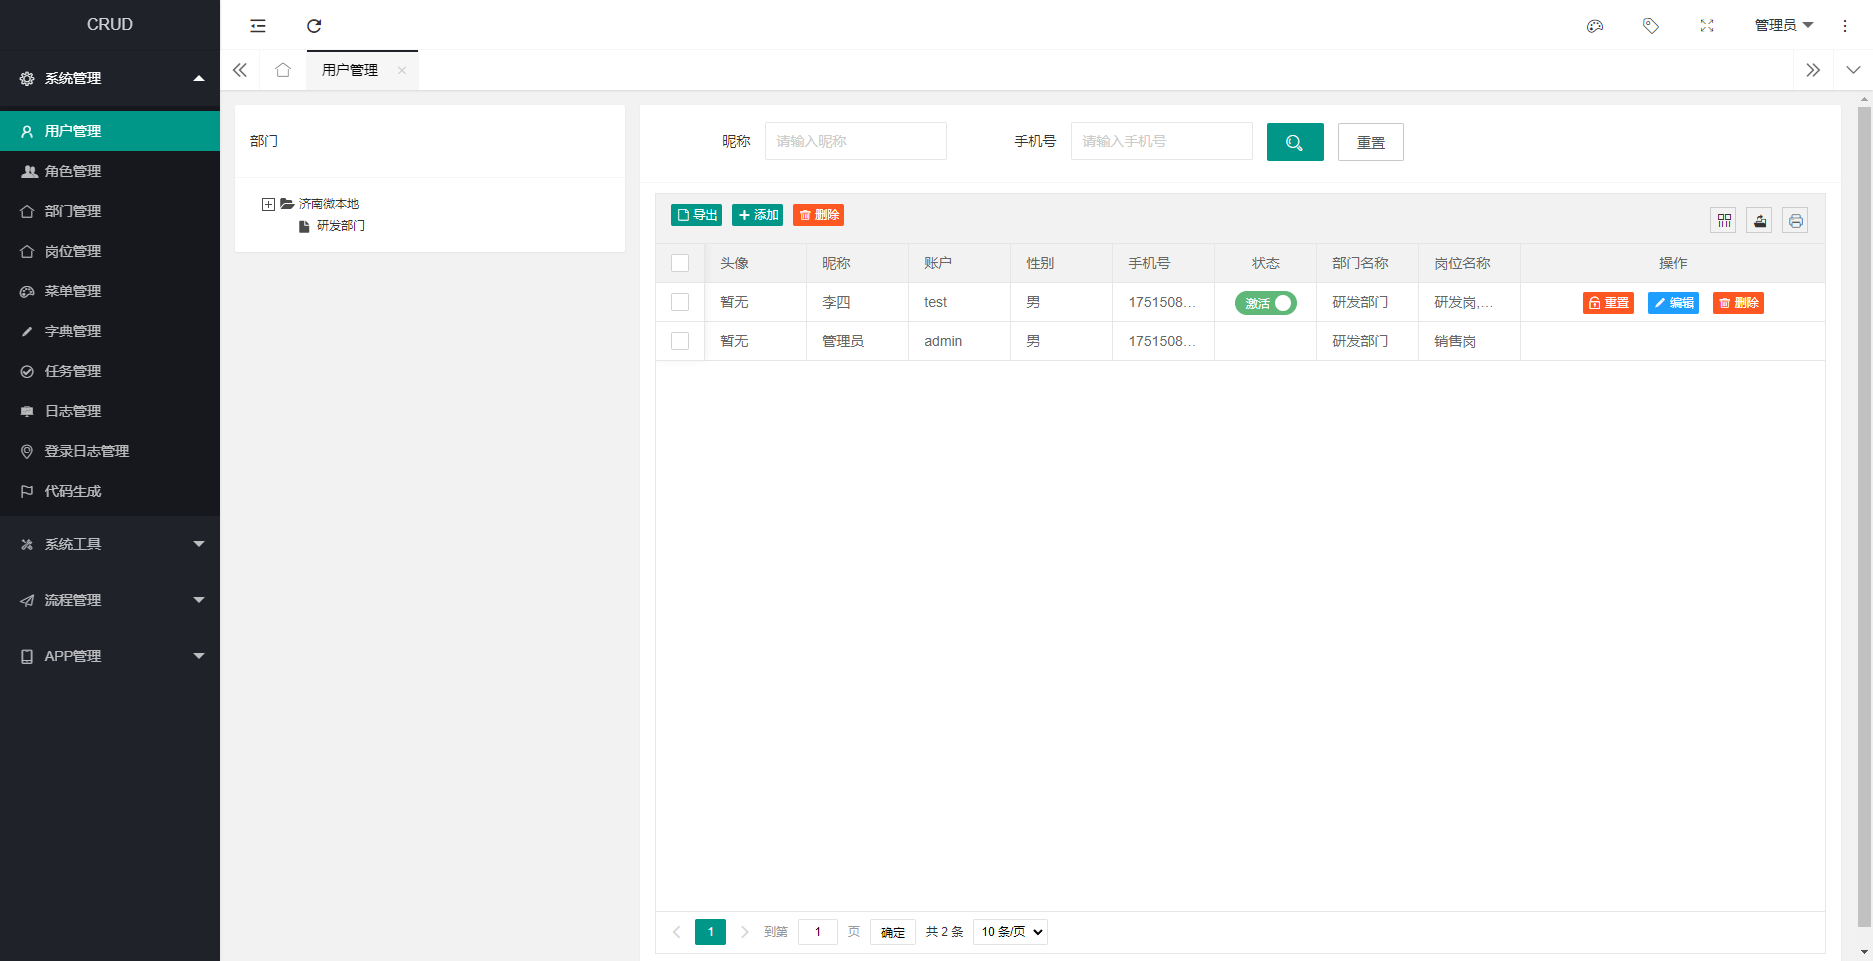 CRUD
管理员
系统管理
用户管理
角色管理
部门管理
岗位管理
菜单管理
字典管理
任务管理
日志管理
登录日志管理
代码生成
系统工具
流程管理
APP管理
用户管理
部门
济南微本地
研发部门
昵称 请输入昵称 手机号 请输入手机号 重置
导出 添加 删除
头像 昵称 账户 性别 手机号 状态 部门名称 岗位名称 操作
暂无 李四 test 男 1751508... 激活 研发部门 研发岗,... 重置 编辑 删除
暂无 管理员 admin 男 1751508... 研发部门 销售岗
1 到第 1 页 确定 共 2 条 10 条/页